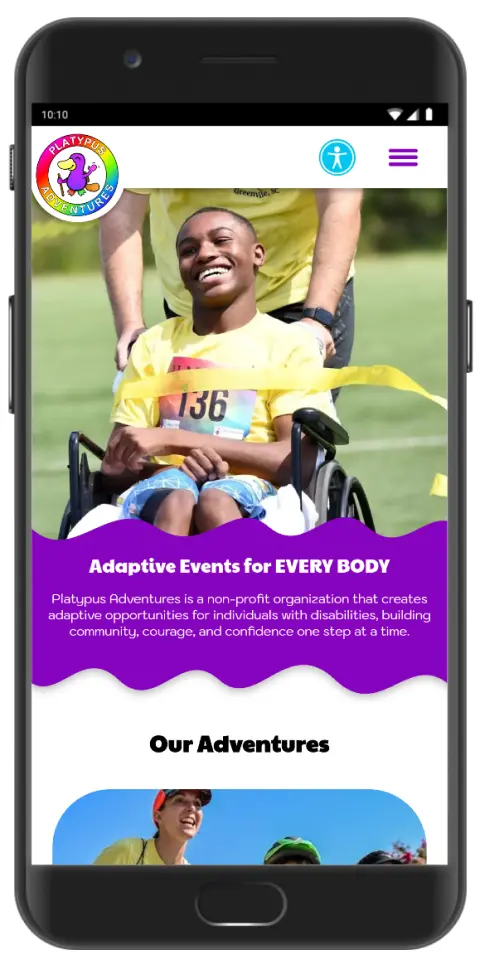 10:10
PLATYPUS
ADVENTURES
Greenville, SC
136
Adaptive Events for EVERY BODY
Platypus Adventures is a non-profit organization that creates
adaptive opportunities for individuals with disabilities, building
community, courage, and confidence one step at a time.
Our Adventures